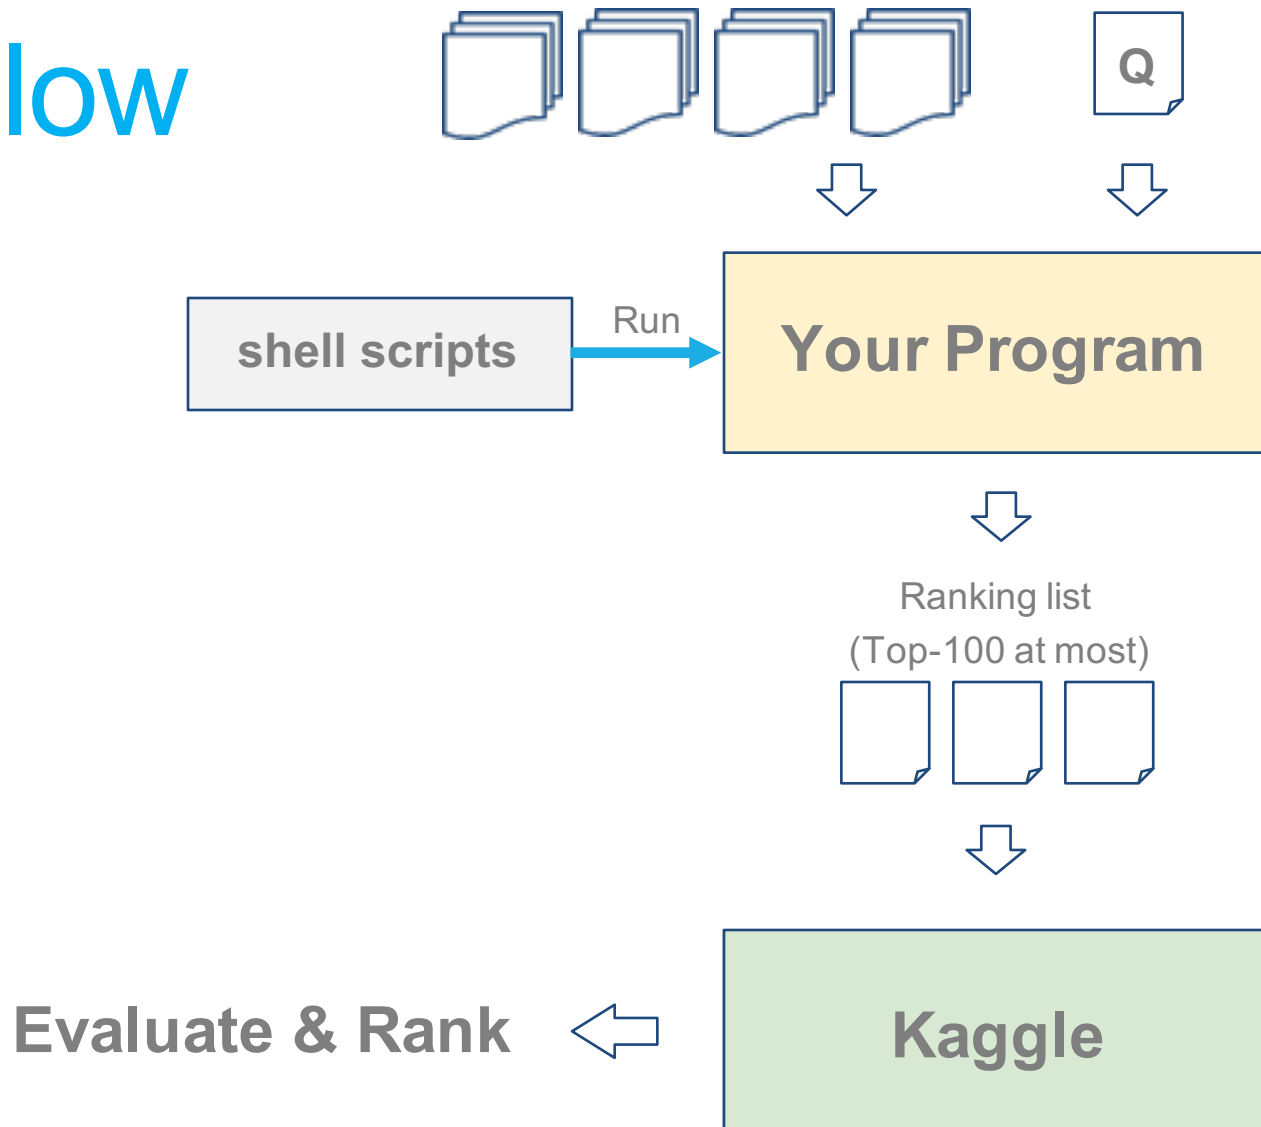 low
Q
Run
shell scripts
Your Program
Ranking list
(Top-100 at most)
Evaluate & Rank
Kaggle